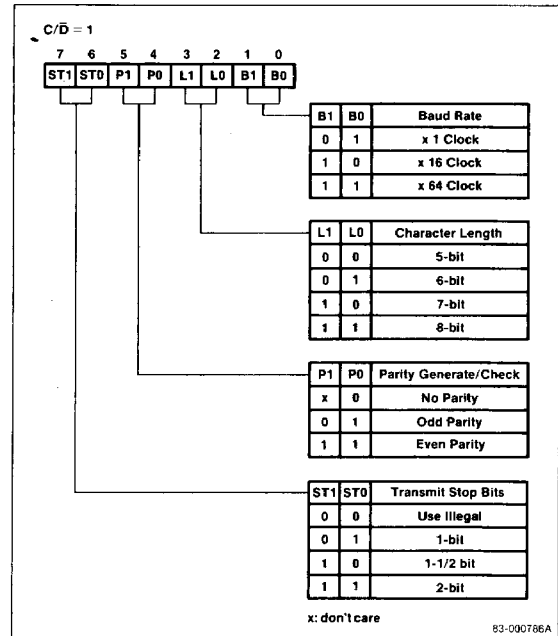 C/D̅ = 1
7 6 5 4 3 2 1 0
ST1 ST0 P1 P0 L1 L0 B1 B0
B1 B0 Baud Rate
0 1 x 1 Clock
1 0 x 16 Clock
1 1 x 64 Clock
L1 L0 Character Length
0 0 5-bit
0 1 6-bit
1 0 7-bit
1 1 8-bit
P1 P0 Parity Generate/Check
x 0 No Parity
0 1 Odd Parity
1 1 Even Parity
ST1 ST0 Transmit Stop Bits
0 0 Use Illegal
0 1 1-bit
1 0 1-1/2 bit
1 1 2-bit
x: don't care
83-000786A